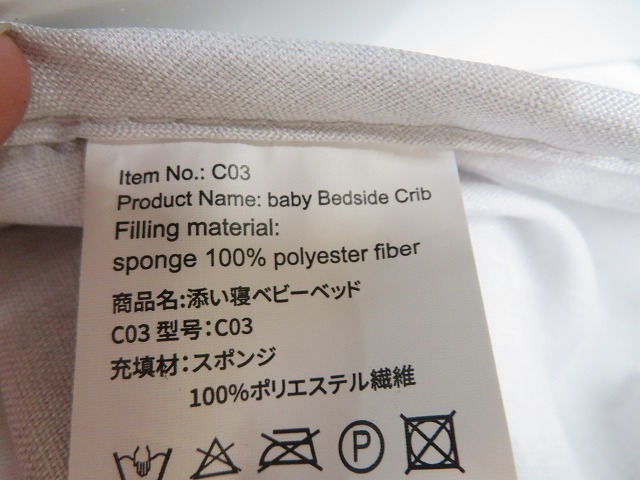 Item No.: C03
Product Name: baby Bedside Crib
Filling material:
sponge 100% polyester fiber
商品名:添い寝ベビーベッド
C03 型号:C03
充填材:スポンジ
100%ポリエステル繊維
P